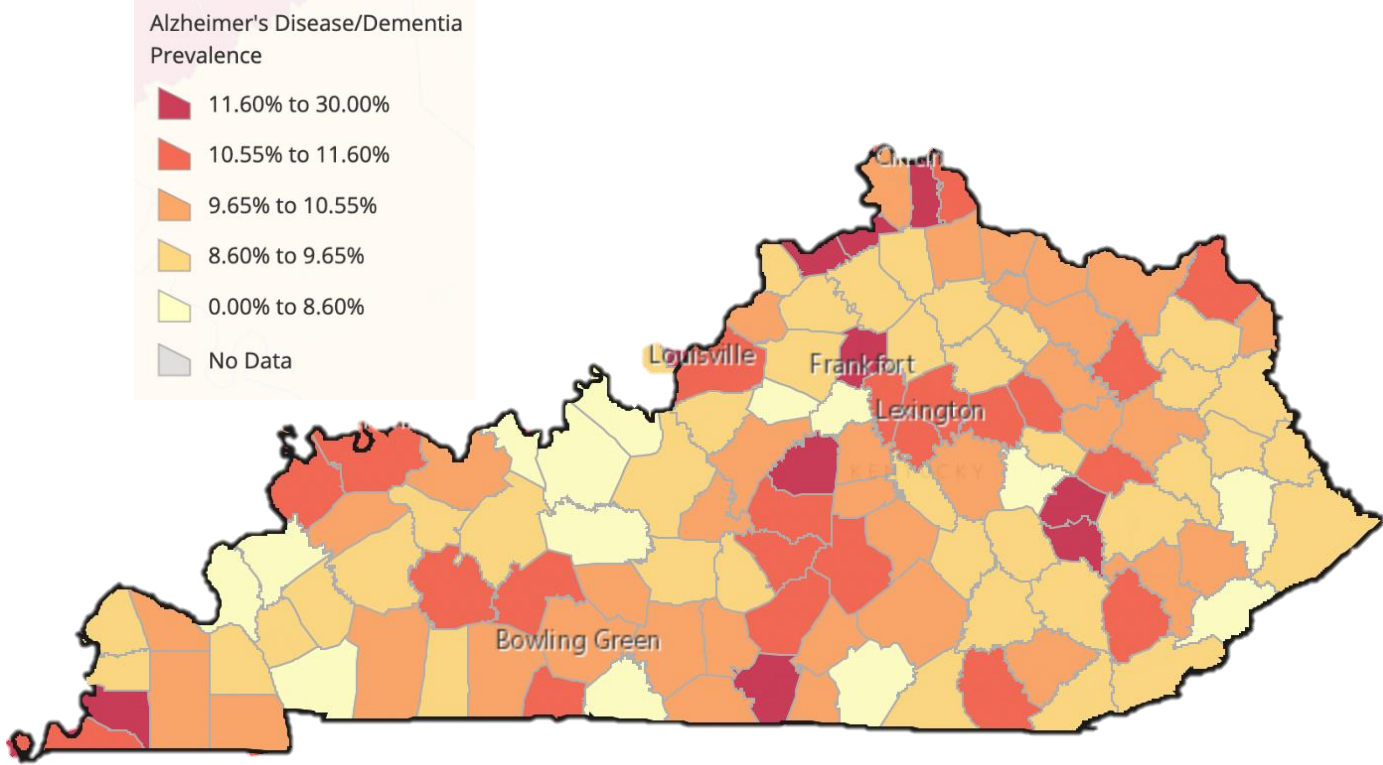 Alzheimer's Disease/Dementia
Prevalence
11.60% to 30.00%
10.55% to 11.60%
9.65% to 10.55%
8.60% to 9.65%
0.00% to 8.60%
No Data
Louisville
Frankfort
Lexington
KENTUCKY
Bowling Green